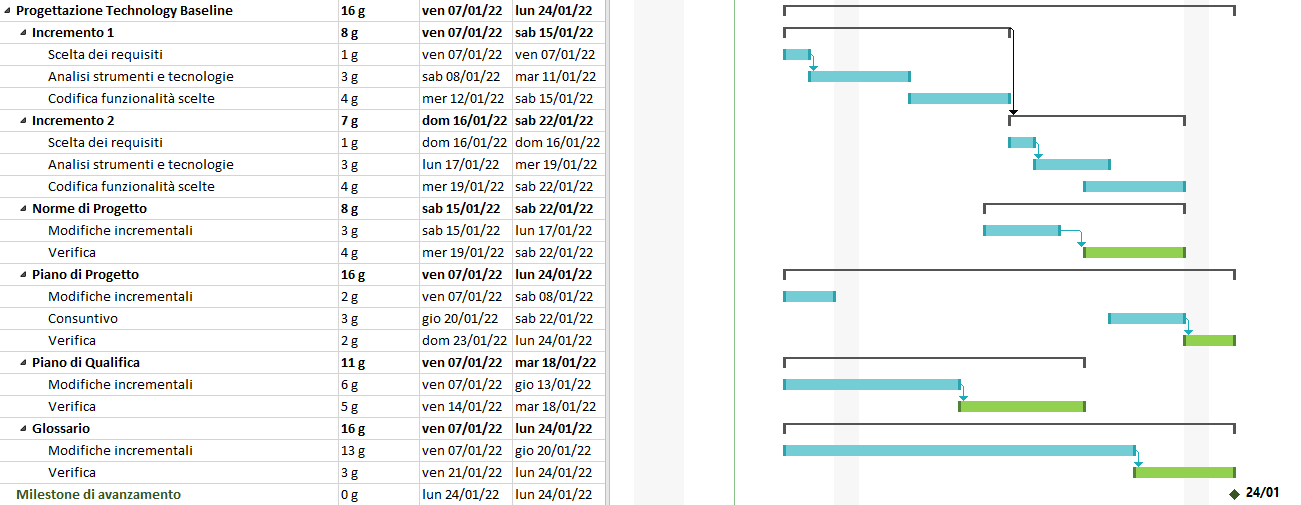 Progettazione Technology Baseline 16 g ven 07/01/22 lun 24/01/22
Incremento 1 8 g ven 07/01/22 sab 15/01/22
Scelta dei requisiti 1 g ven 07/01/22 ven 07/01/22
Analisi strumenti e tecnologie 3 g sab 08/01/22 mar 11/01/22
Codifica funzionalità scelte 4 g mer 12/01/22 sab 15/01/22
Incremento 2 7 g dom 16/01/22 sab 22/01/22
Scelta dei requisiti 1 g dom 16/01/22 dom 16/01/22
Analisi strumenti e tecnologie 3 g lun 17/01/22 mer 19/01/22
Codifica funzionalità scelte 4 g mer 19/01/22 sab 22/01/22
Norme di Progetto 8 g sab 15/01/22 sab 22/01/22
Modifiche incrementali 3 g sab 15/01/22 lun 17/01/22
Verifica 4 g mer 19/01/22 sab 22/01/22
Piano di Progetto 16 g ven 07/01/22 lun 24/01/22
Modifiche incrementali 2 g ven 07/01/22 sab 08/01/22
Consuntivo 3 g gio 20/01/22 sab 22/01/22
Verifica 2 g dom 23/01/22 lun 24/01/22
Piano di Qualifica 11 g ven 07/01/22 mar 18/01/22
Modifiche incrementali 6 g ven 07/01/22 gio 13/01/22
Verifica 5 g ven 14/01/22 mar 18/01/22
Glossario 16 g ven 07/01/22 lun 24/01/22
Modifiche incrementali 13 g ven 07/01/22 gio 20/01/22
Verifica 3 g ven 21/01/22 lun 24/01/22
Milestone di avanzamento 0 g lun 24/01/22 lun 24/01/22 24/01